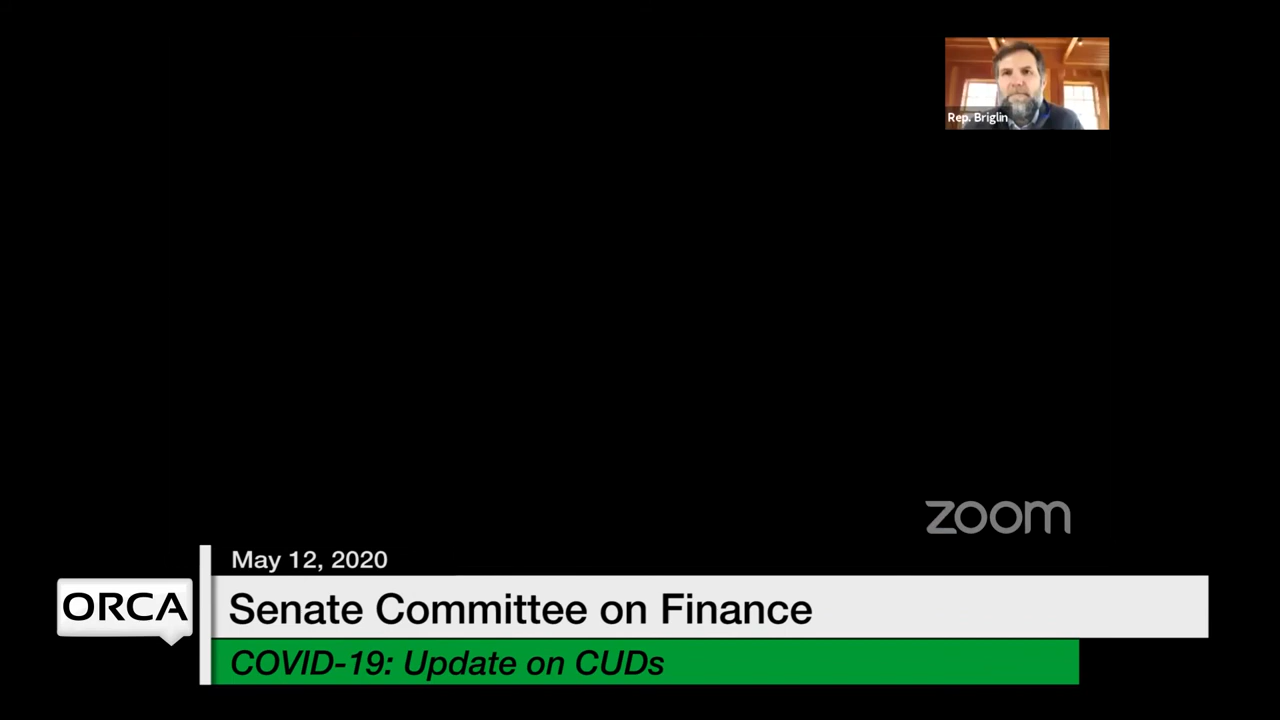 Rep. Briglin
zoom
May 12, 2020
ORCA
Senate Committee on Finance
COVID-19: Update on CUDs